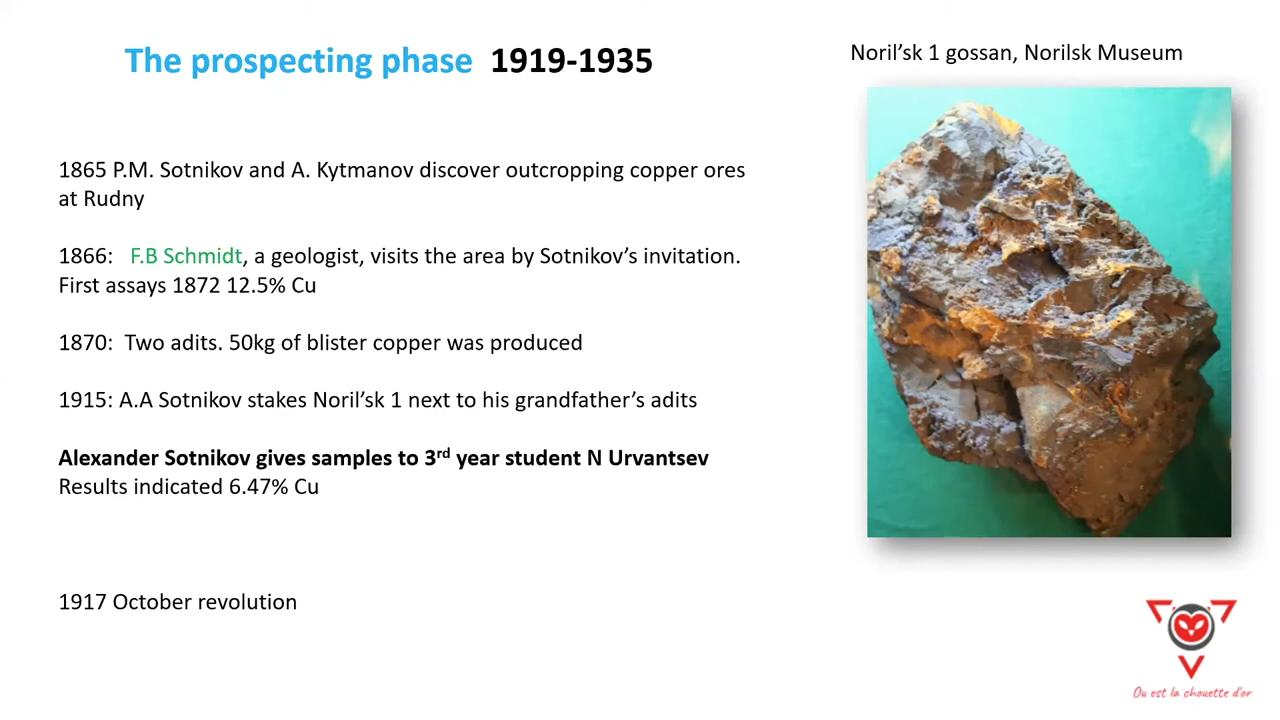 The prospecting phase 1919-1935
Noril’sk 1 gossan, Norilsk Museum
1865 P.M. Sotnikov and A. Kytmanov discover outcropping copper ores
at Rudny
1866: F.B Schmidt, a geologist, visits the area by Sotnikov’s invitation.
First assays 1872 12.5% Cu
1870: Two adits. 50kg of blister copper was produced
1915: A.A Sotnikov stakes Noril’sk 1 next to his grandfather’s adits
Alexander Sotnikov gives samples to 3rd year student N Urvantsev
Results indicated 6.47% Cu
1917 October revolution
Ou est la chouette d'or